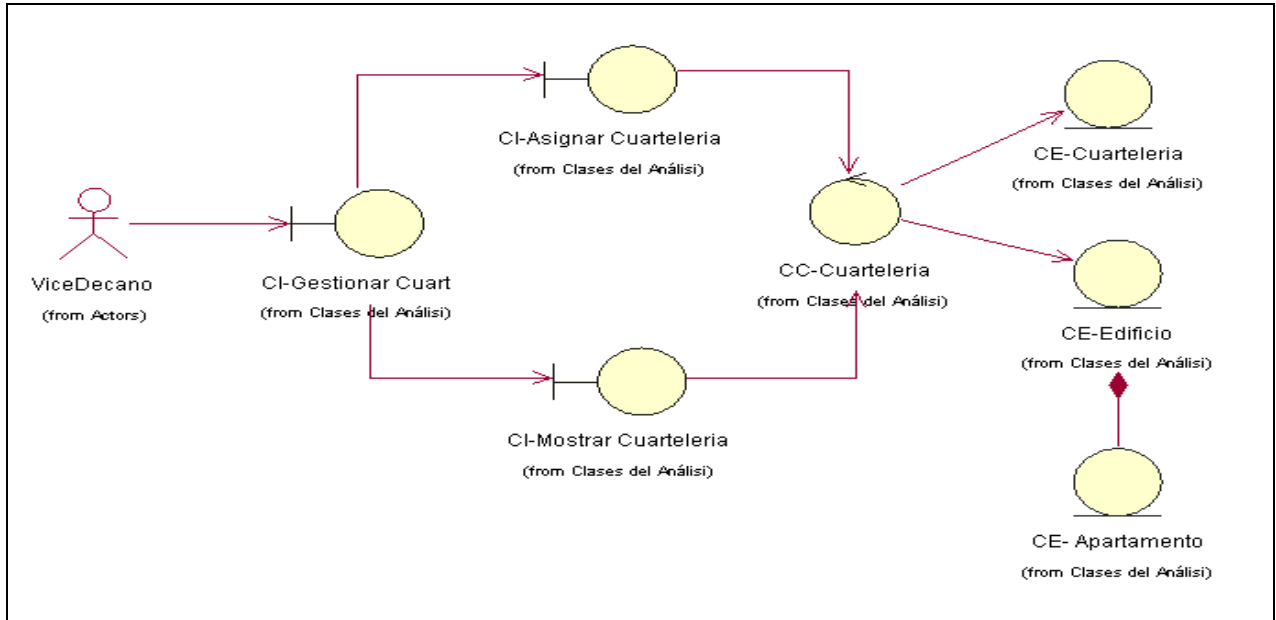 CI-Asignar Cuarteleria
(from Clases del Análisi)
CE-Cuarteleria
(from Clases del Análisi)
ViceDecano
(from Actors)
CI-Gestionar Cuart
(from Clases del Análisi)
CC-Cuarteleria
(from Clases del Análisi)
CE-Edificio
(from Clases del Análisi)
CI-Mostrar Cuarteleria
(from Clases del Análisi)
CE- Apartamento
(from Clases del Análisi)